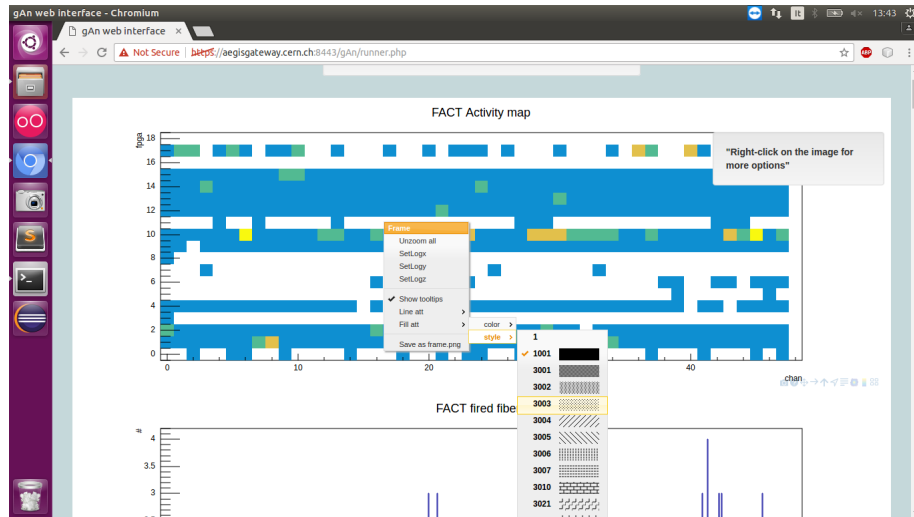 gAn web interface - Chromium
It
13:43
gAn web interface ×
Not Secure | https://aegisgateway.cern.ch:8443/gAn/runner.php
ABP
FACT Activity map
fpga
18
16
14
12
10
8
6
4
2
0
0
10
20
40
chan
"Right-click on the image for
more options"
Frame
Unzoom all
SetLogx
SetLogy
SetLogz
Show tooltips
Line att
Fill att
Save as frame.png
color
style
1
1001
3001
3002
3003
3004
3005
3006
3007
3010
3021
FACT fired fibe
#
4
3.5
3